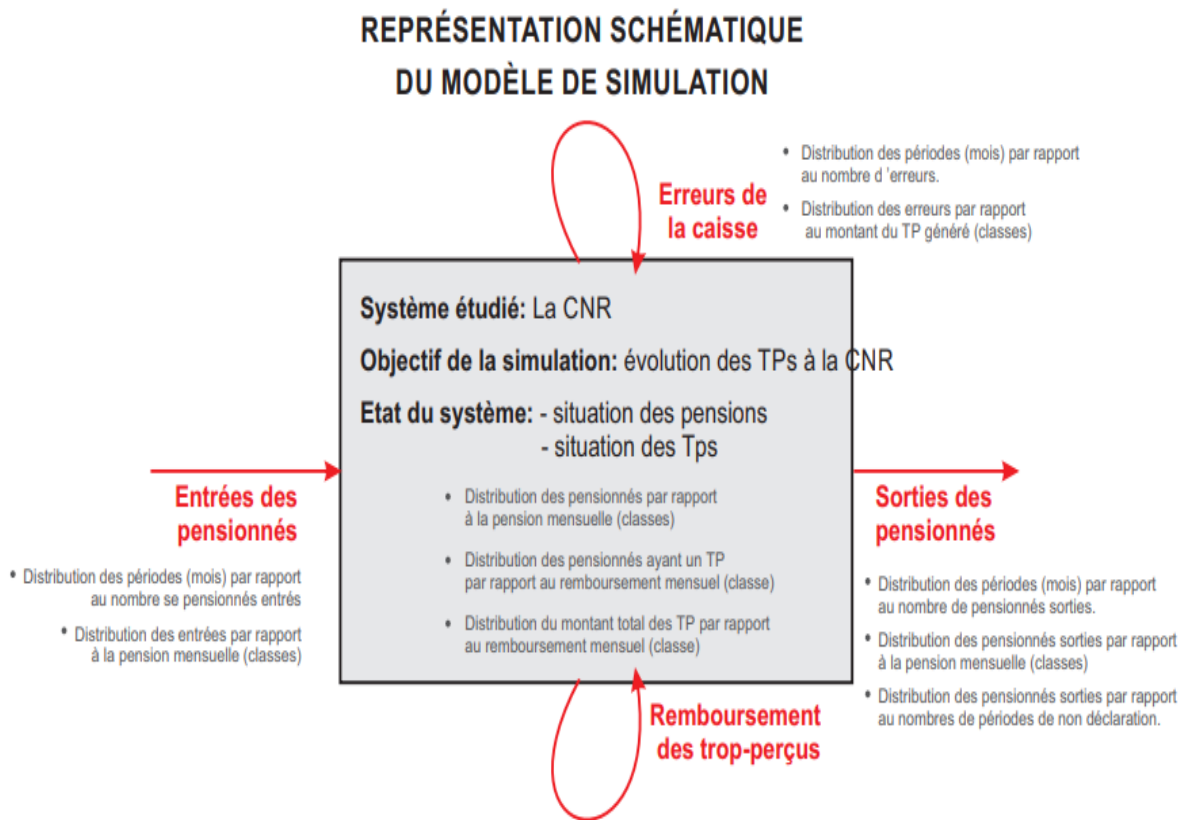 REPRÉSENTATION SCHÉMATIQUE
DU MODÈLE DE SIMULATION
Erreurs de
la caisse
• Distribution des périodes (mois) par rapport
au nombre d 'erreurs.
• Distribution des erreurs par rapport
au montant du TP généré (classes)
Système étudié: La CNR
Objectif de la simulation: évolution des TPs à la CNR
Etat du système: - situation des pensions
- situation des Tps
• Distribution des pensionnés par rapport
à la pension mensuelle (classes)
• Distribution des pensionnés ayant un TP
par rapport au remboursement mensuel (classe)
• Distribution du montant total des TP par rapport
au remboursement mensuel (classe)
Entrées des
pensionnés
• Distribution des périodes (mois) par rapport
au nombre se pensionnés entrés
• Distribution des entrées par rapport
à la pension mensuelle (classes)
Sorties des
pensionnés
• Distribution des périodes (mois) par rapport
au nombre de pensionnés sorties.
• Distribution des pensionnés sorties par rapport
à la pension mensuelle (classes)
• Distribution des pensionnés sorties par rapport
au nombres de périodes de non déclaration.
Remboursement
des trop-perçus